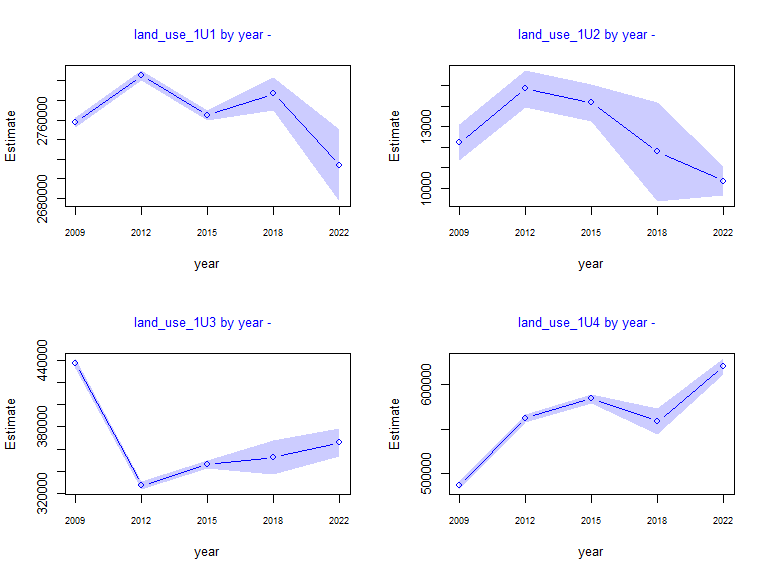 land_use_1U1 by year -
Estimate
2760000
2680000
2009 2012 2015 2018 2022
year
land_use_1U2 by year -
Estimate
13000
10000
2009 2012 2015 2018 2022
year
land_use_1U3 by year -
Estimate
440000
380000
320000
2009 2012 2015 2018 2022
year
land_use_1U4 by year -
Estimate
600000
500000
2009 2012 2015 2018 2022
year